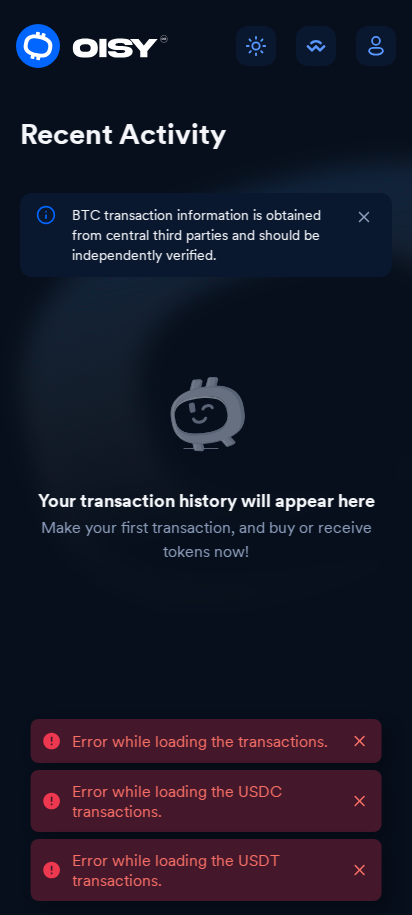 OISY
Recent Activity
BTC transaction information is obtained
from central third parties and should be
independently verified.
Your transaction history will appear here
Make your first transaction, and buy or receive
tokens now!
Error while loading the transactions.
Error while loading the USDC
transactions.
Error while loading the USDT
transactions.